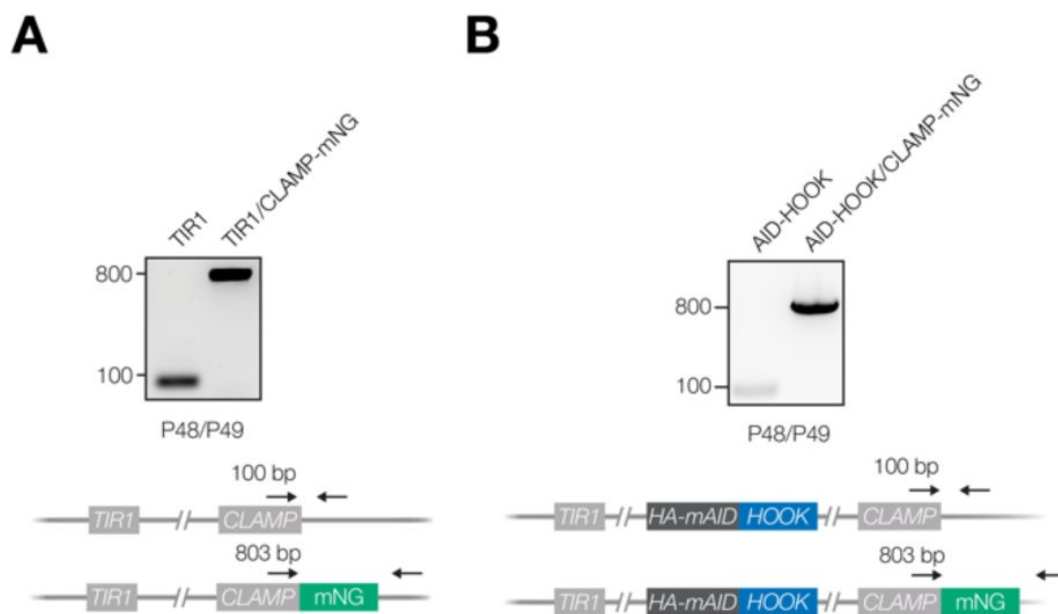 A
TIR1
TIR1/CLAMP-mNG
800
100
P48/P49
100 bp
TIR1 // CLAMP
803 bp
TIR1 // CLAMP mNG
B
AID-HOOK
AID-HOOK/CLAMP-mNG
800
100
P48/P49
100 bp
TIR1 // HA-mAID HOOK // CLAMP
803 bp
TIR1 // HA-mAID HOOK // CLAMP mNG